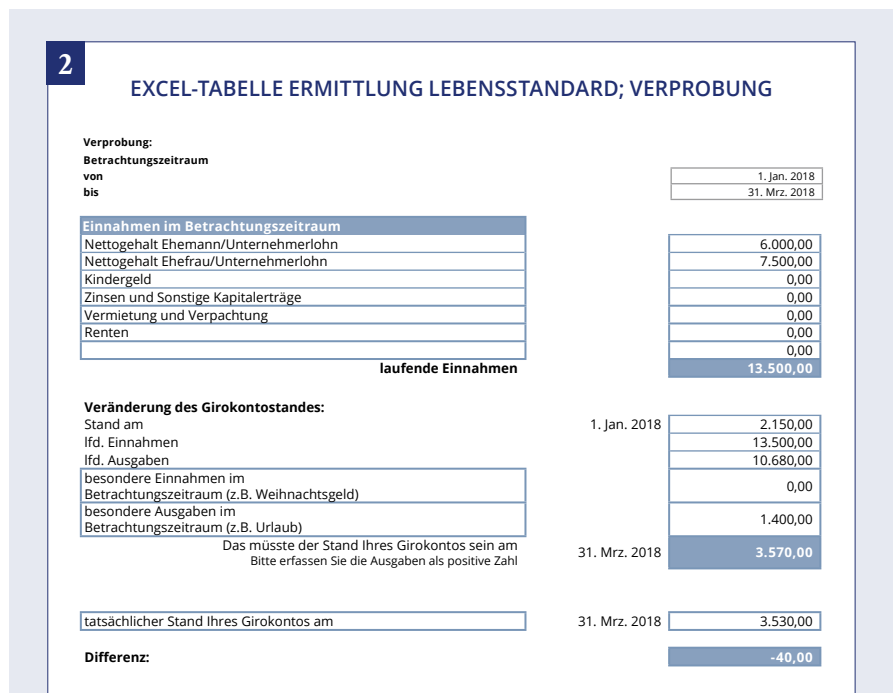 2
EXCEL-TABELLE ERMITTLUNG LEBENSSTANDARD; VERPROBUNG
Verprobung:
Betrachtungszeitraum
von 1. Jan. 2018
bis 31. Mrz. 2018
Einnahmen im Betrachtungszeitraum
Nettogehalt Ehemann/Unternehmerlohn 6.000,00
Nettogehalt Ehefrau/Unternehmerlohn 7.500,00
Kindergeld 0,00
Zinsen und Sonstige Kapitalerträge 0,00
Vermietung und Verpachtung 0,00
Renten 0,00
0,00
laufende Einnahmen 13.500,00
Veränderung des Girokontostandes:
Stand am 1. Jan. 2018 2.150,00
lfd. Einnahmen 13.500,00
lfd. Ausgaben 10.680,00
besondere Einnahmen im
Betrachtungszeitraum (z.B. Weihnachtsgeld) 0,00
besondere Ausgaben im
Betrachtungszeitraum (z.B. Urlaub) 1.400,00
Das müsste der Stand Ihres Girokontos sein am 31. Mrz. 2018 3.570,00
Bitte erfassen Sie die Ausgaben als positive Zahl
tatsächlicher Stand Ihres Girokontos am 31. Mrz. 2018 3.530,00
Differenz: -40,00